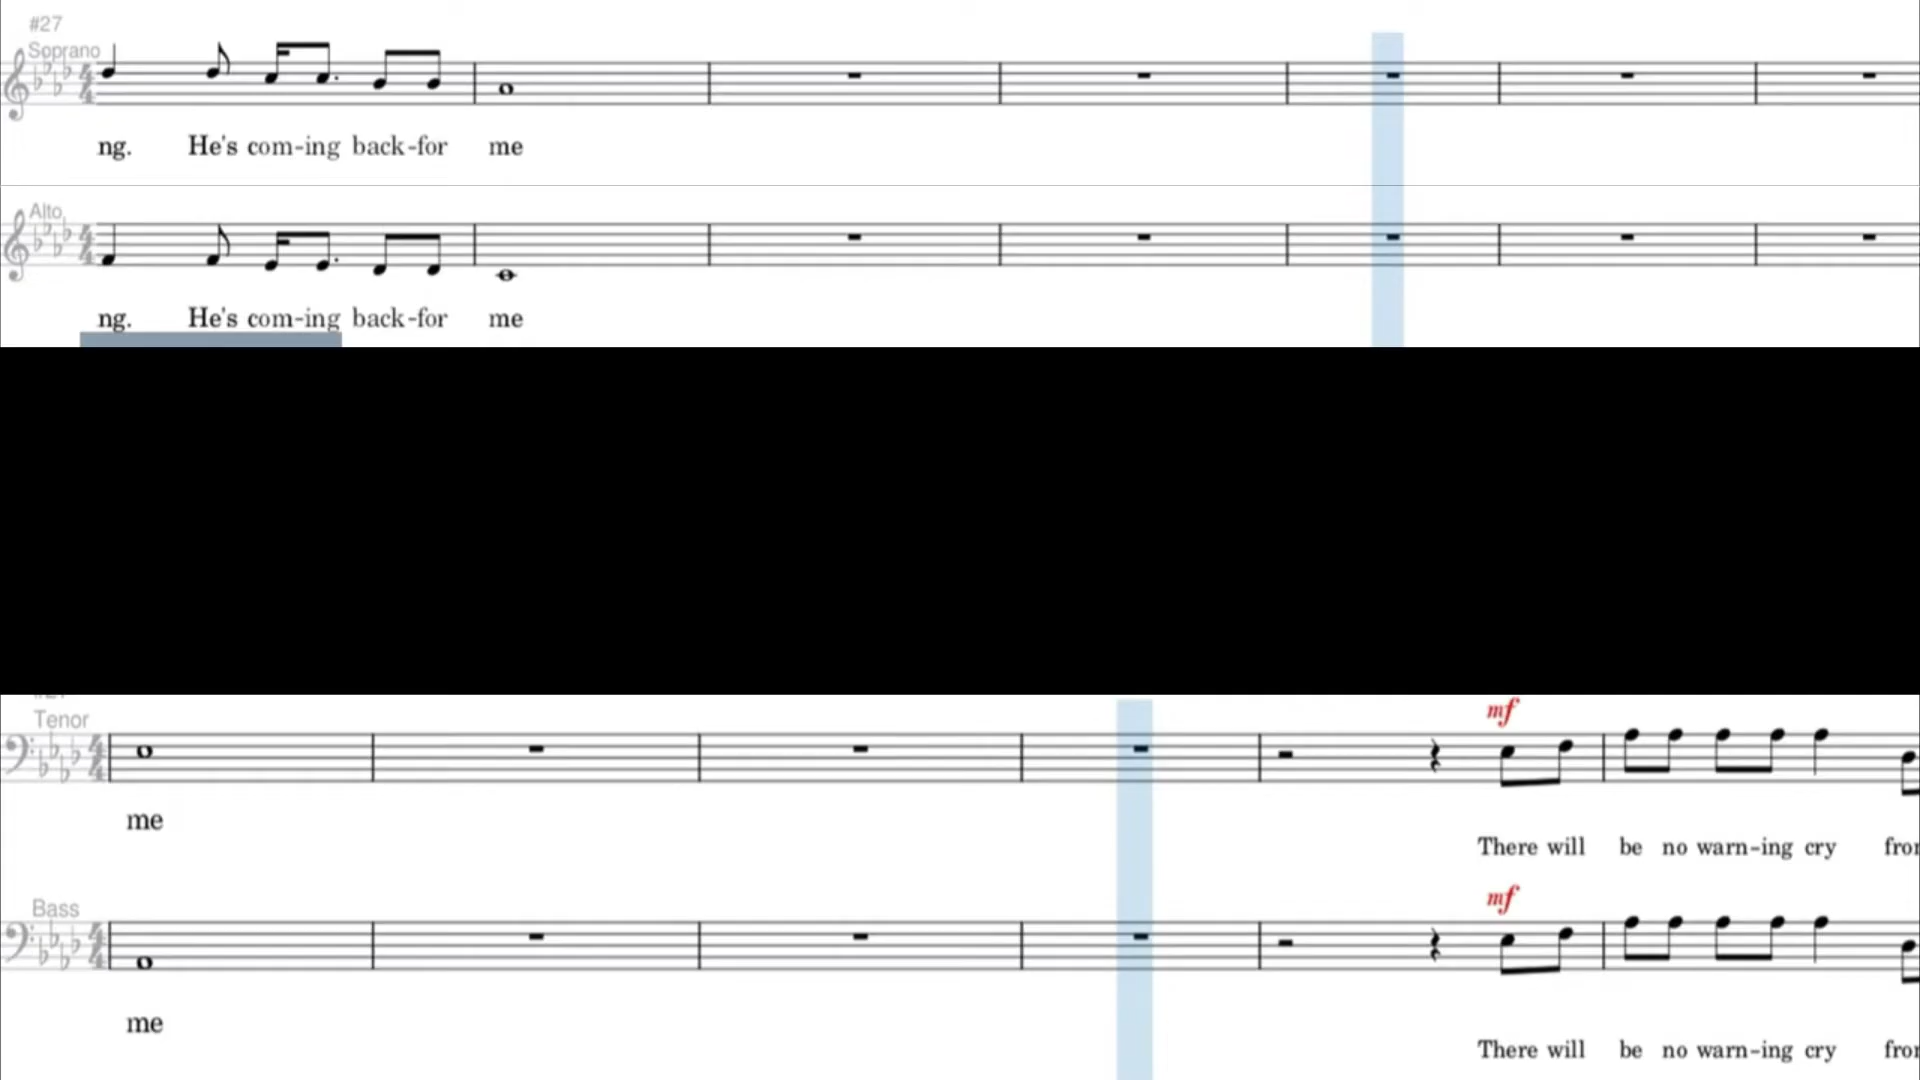 #27
Soprano
ng. He's com-ing back-for me
Alto
ng. He's com-ing back-for me
Tenor
mf
me
There will be no warn-ing cry
Bass
mf
me
There will be no warn-ing cry